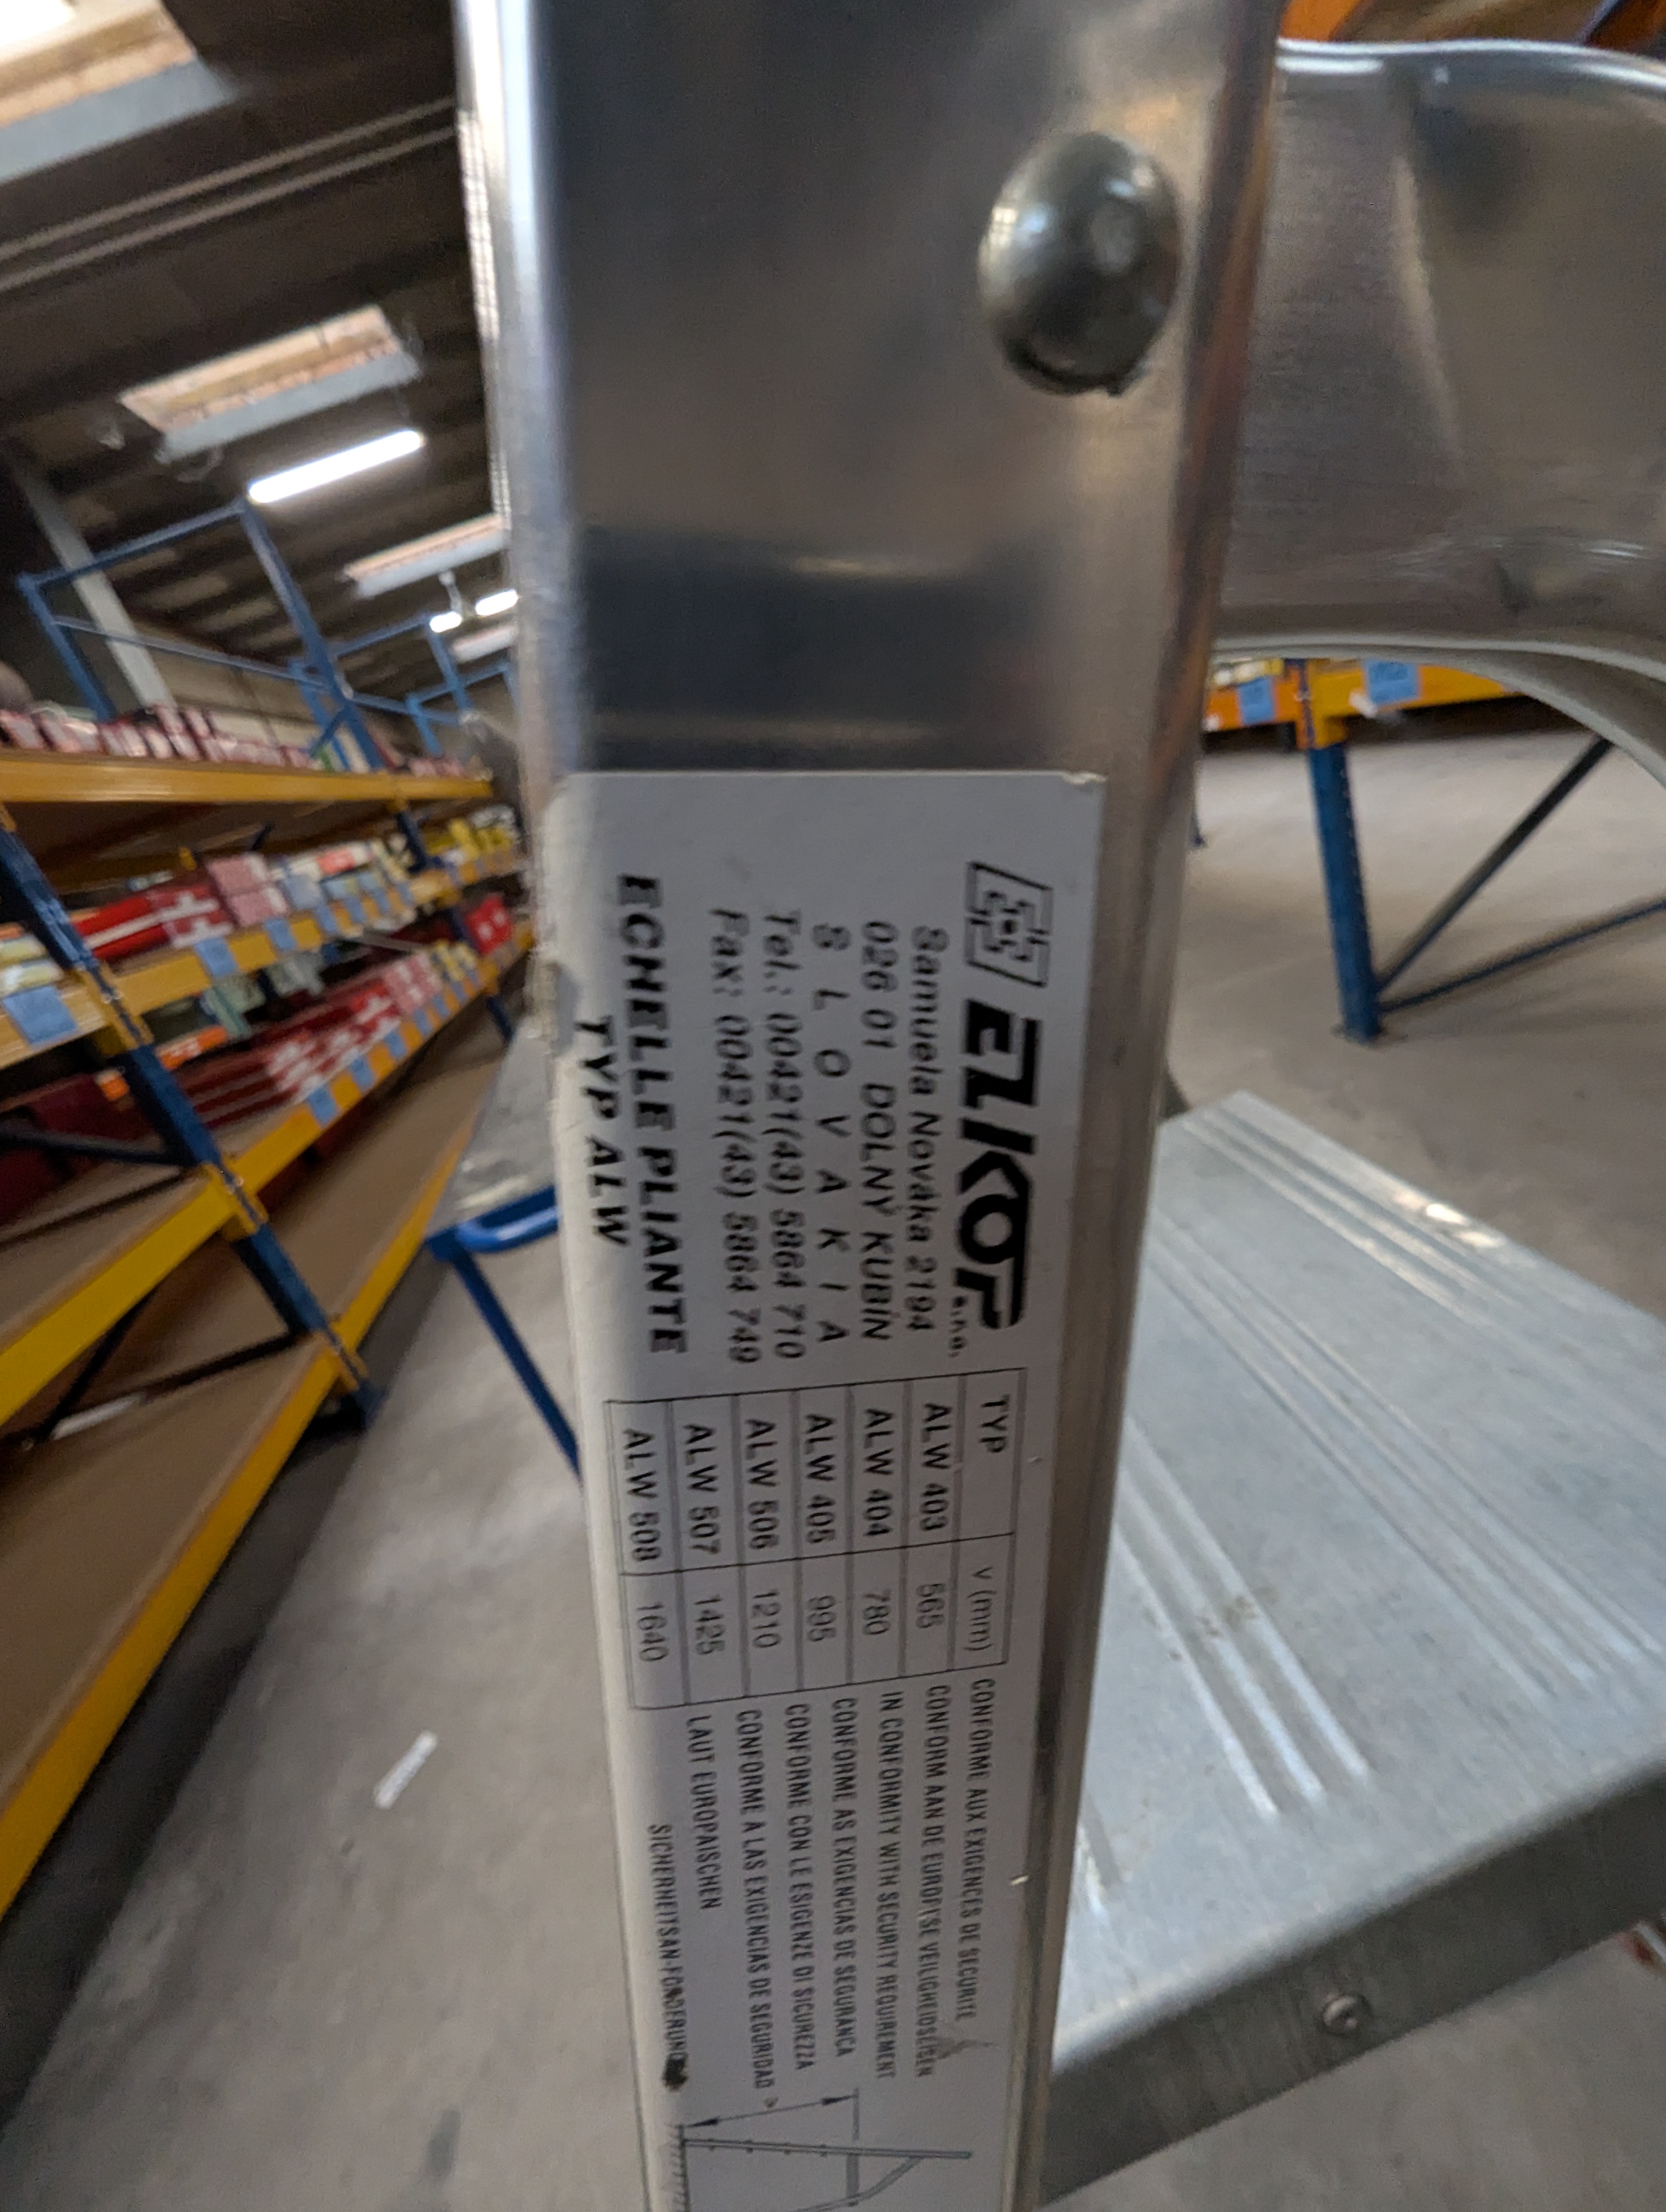 ELKOP s.r.o.
Samuela Nováka 2194
026 01 DOLNÝ KUBÍN
S L O V A K I A
Tel.: 00421(43) 5864 710
Fax: 00421(43) 5864 749
ECHELLE PLIANTE
TYP ALW
TYP v (mm)
ALW 403 565
ALW 404 780
ALW 405 995
ALW 506 1210
ALW 507 1425
ALW 508 1640
CONFORME AUX EXIGENCES DE SECURITE
CONFORM AAN DE EUROPESE VEILIGHEIDSEISEN
IN CONFORMITY WITH SECURITY REQUIREMENT
CONFORME AS EXIGENCIAS DE SEGURANCA
CONFORME CON LE ESIGENZE DI SICUREZZA
CONFORME A LAS EXIGENCIAS DE SEGURIDAD
LAUT EUROPAISCHEN
SICHERHEITSAN-FORDERUNG